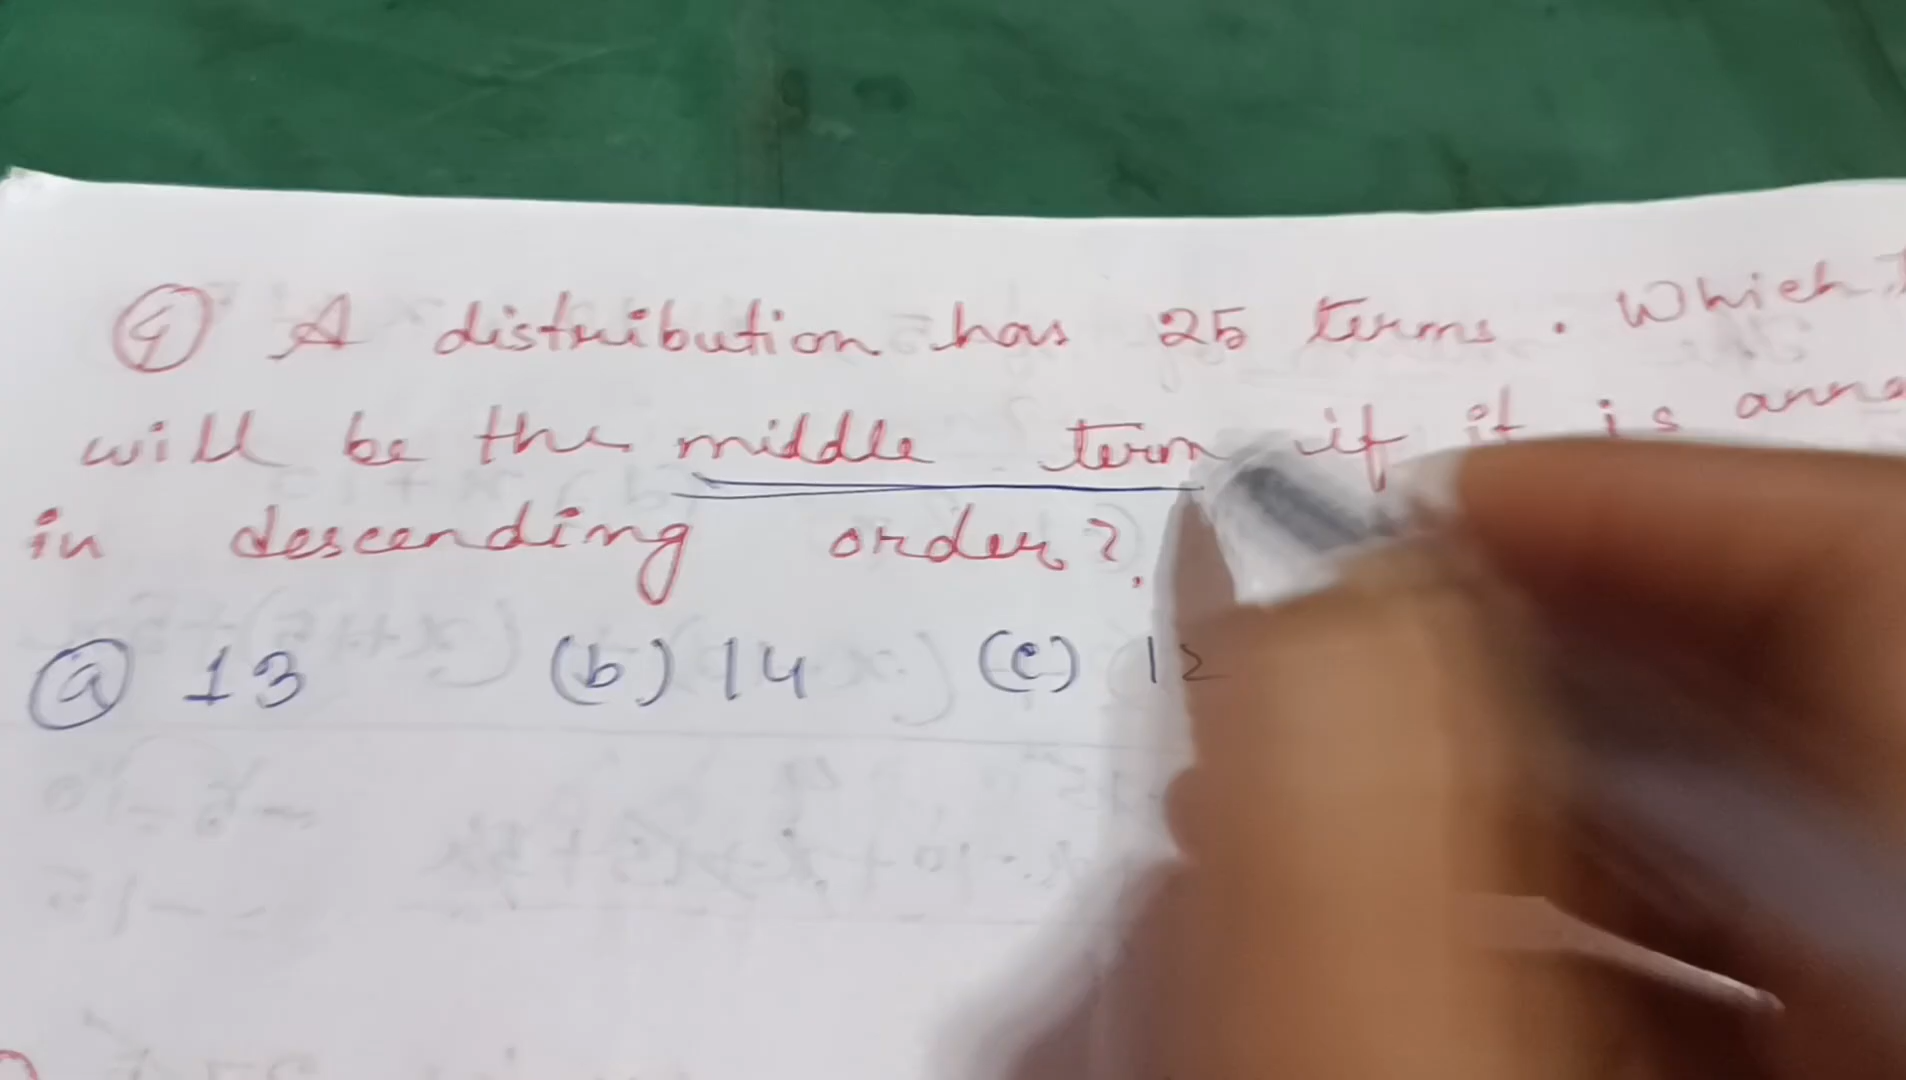 ④ A distribution has 25 terms. Which
will be the middle term if it is
in descending order?
ⓐ 13 (b) 14 (c) 12